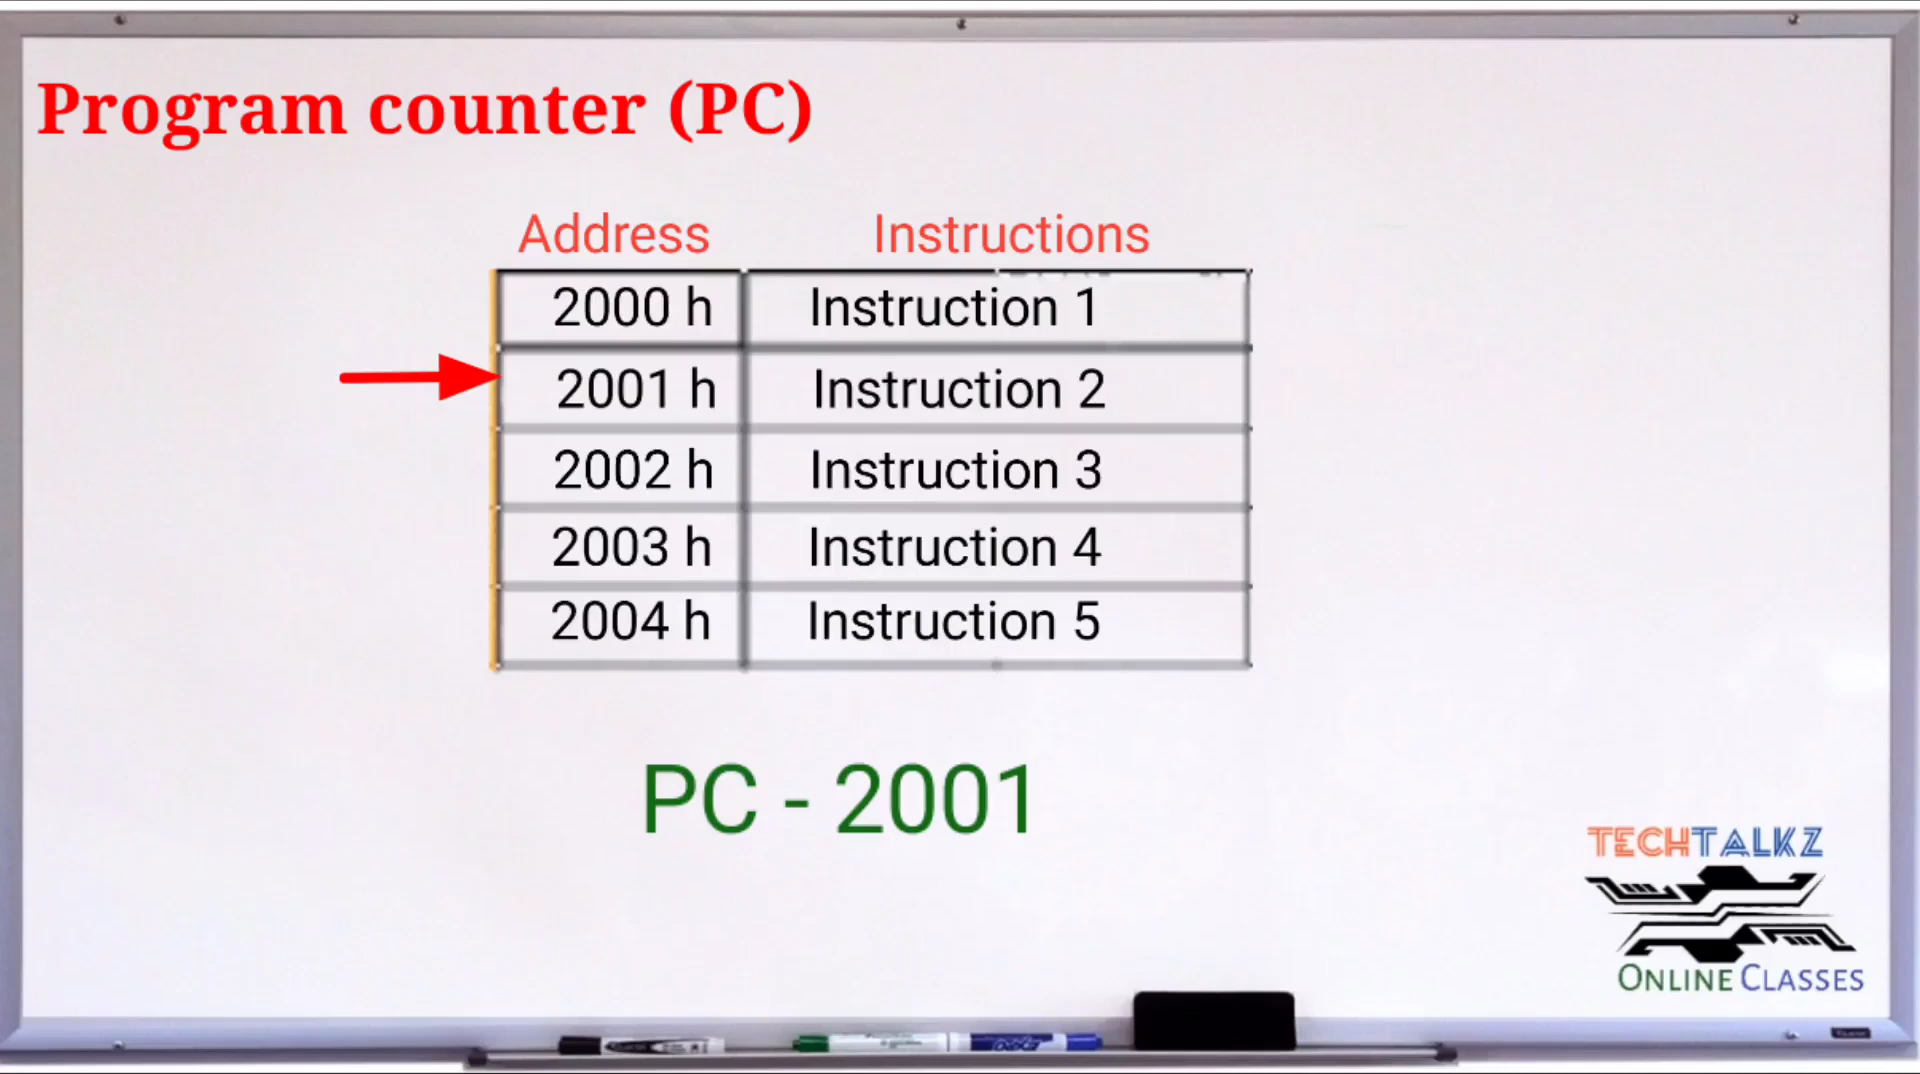 Program counter (PC)
Address Instructions
2000 h Instruction 1
2001 h Instruction 2
2002 h Instruction 3
2003 h Instruction 4
2004 h Instruction 5
PC - 2001
TECHTALKZ
ONLINE CLASSES